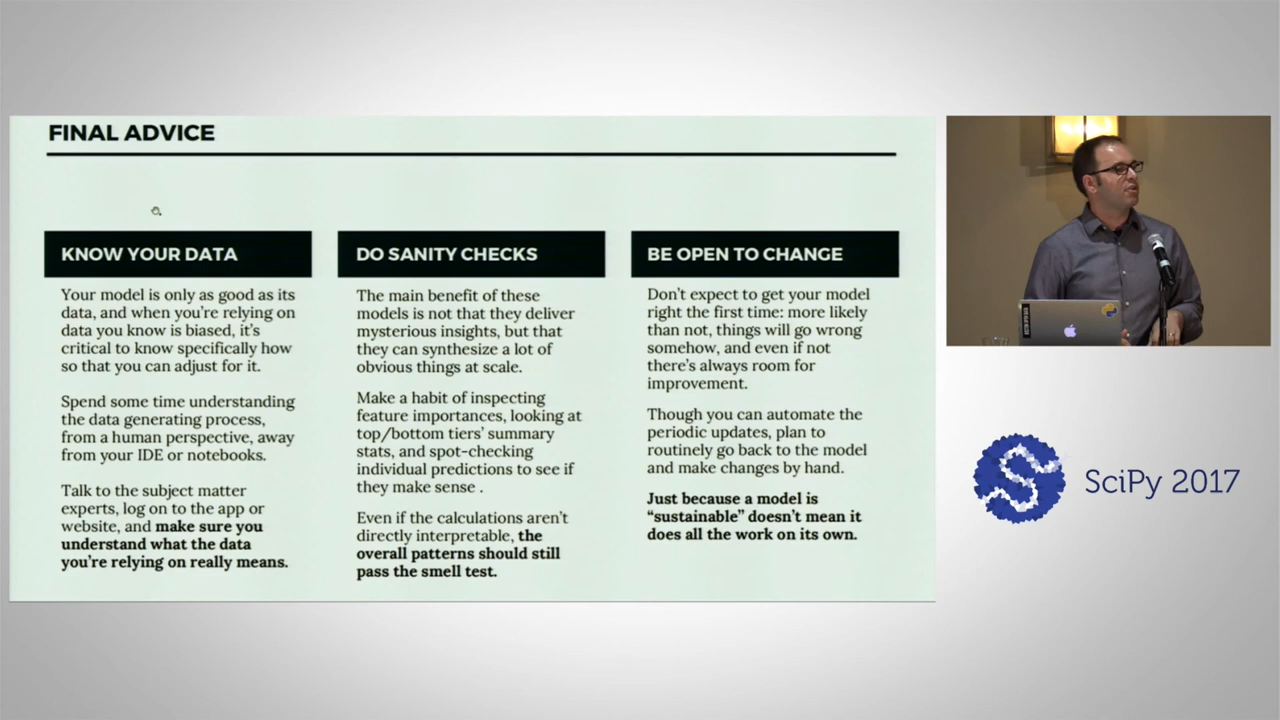 FINAL ADVICE
KNOW YOUR DATA
Your model is only as good as its
data, and when you're relying on
data you know is biased, it's
critical to know specifically how
so that you can adjust for it.
Spend some time understanding
the data generating process,
from a human perspective, away
from your IDE or notebooks.
Talk to the subject matter
experts, log on to the app or
website, and make sure you
understand what the data
you're relying on really means.
DO SANITY CHECKS
The main benefit of these
models is not that they deliver
mysterious insights, but that
they can synthesize a lot of
obvious things at scale.
Make a habit of inspecting
feature importances, looking at
top/bottom tiers' summary
stats, and spot-checking
individual predictions to see if
they make sense .
Even if the calculations aren't
directly interpretable, the
overall patterns should still
pass the smell test.
BE OPEN TO CHANGE
Don't expect to get your model
right the first time: more likely
than not, things will go wrong
somehow, and even if not
there's always room for
improvement.
Though you can automate the
periodic updates, plan to
routinely go back to the model
and make changes by hand.
Just because a model is
“sustainable” doesn't mean it
does all the work on its own.
SciPy 2017